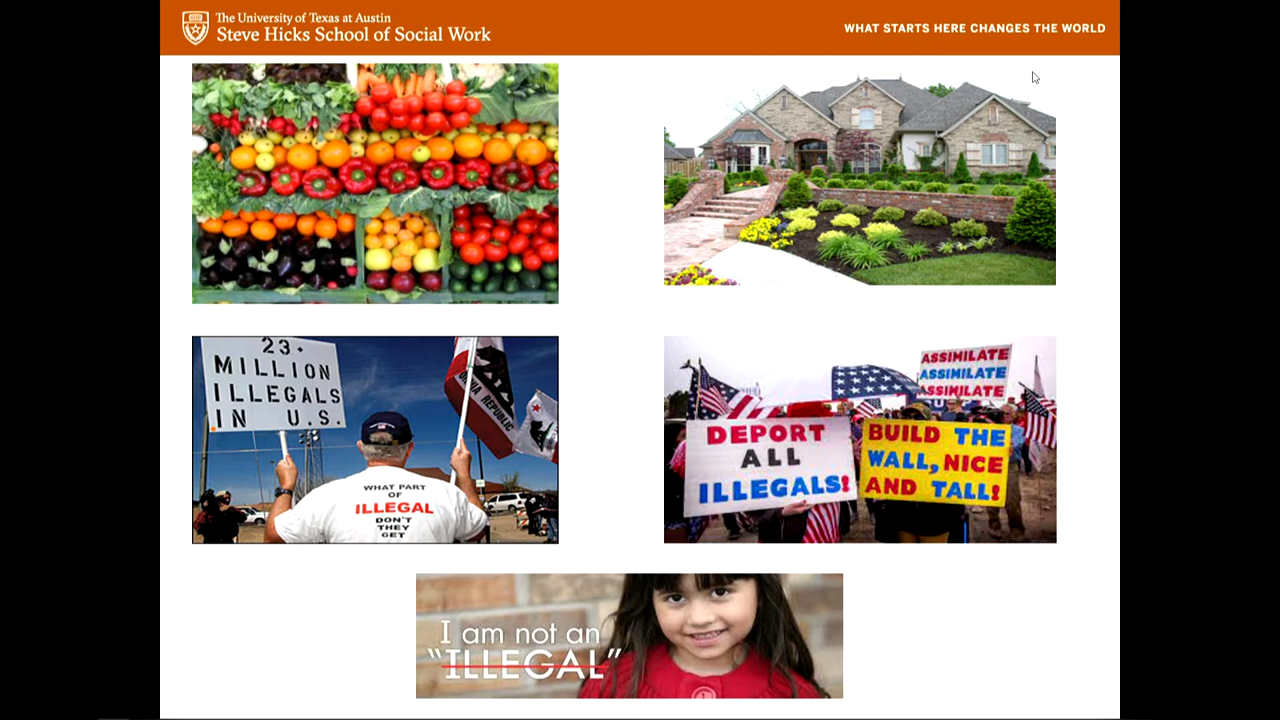 The University of Texas at Austin
Steve Hicks School of Social Work
WHAT STARTS HERE CHANGES THE WORLD
23+
MILLION
ILLEGALS
IN U.S.
REPUBLIC
WHAT PART
OF
ILLEGAL
DON'T
THEY
GET
ASSIMILATE
ASSIMILATE
ASSIMILATE
DEPORT
ALL
ILLEGALS!
BUILD THE
WALL, NICE
AND TALL!
I am not an
"ILLEGAL"